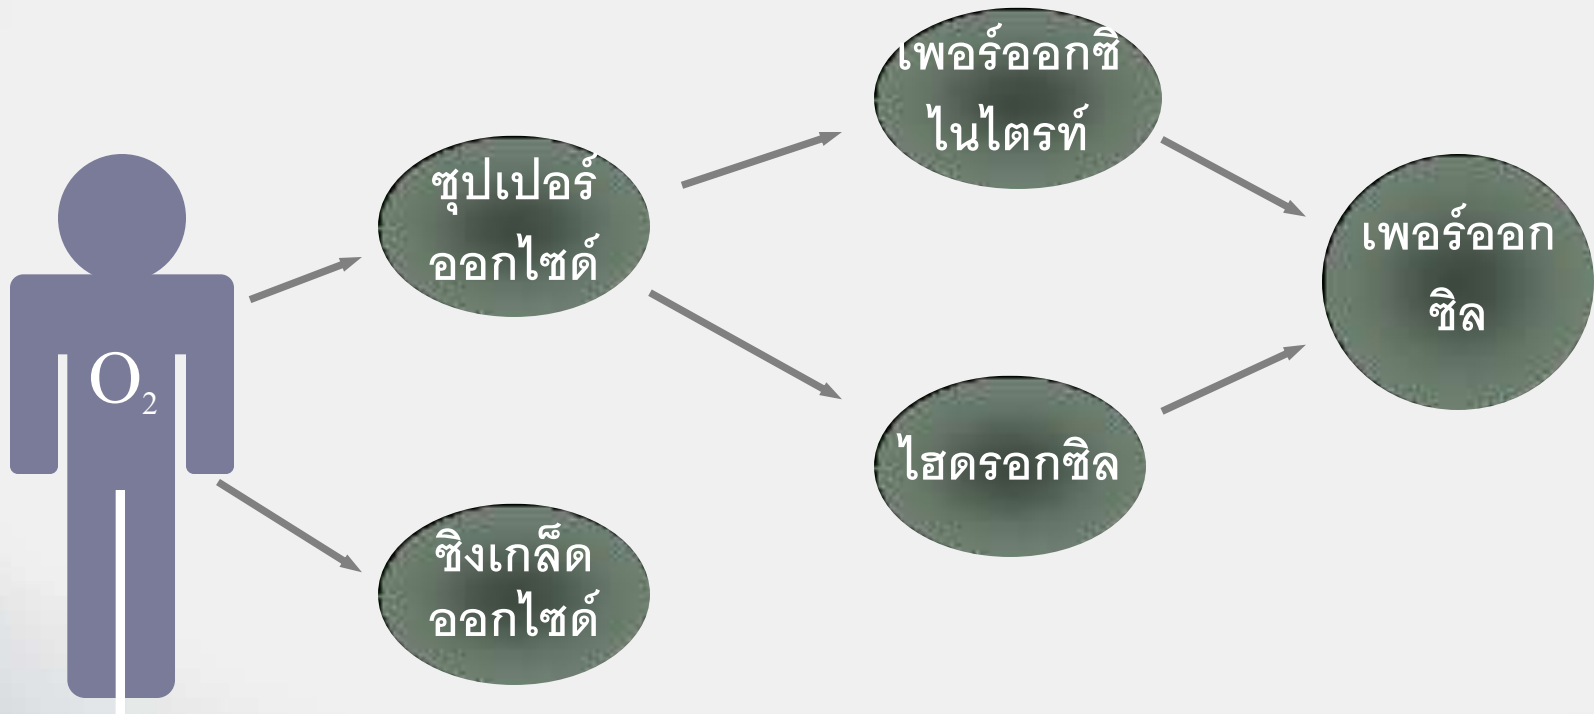 O₂
ซุปเปอร์
ออกไซด์
ซิงเกล็ด
ออกไซด์
เพอร์ออกซิ
ไนไตรท์
ไฮดรอกซิล
เพอร์ออก
ซิล